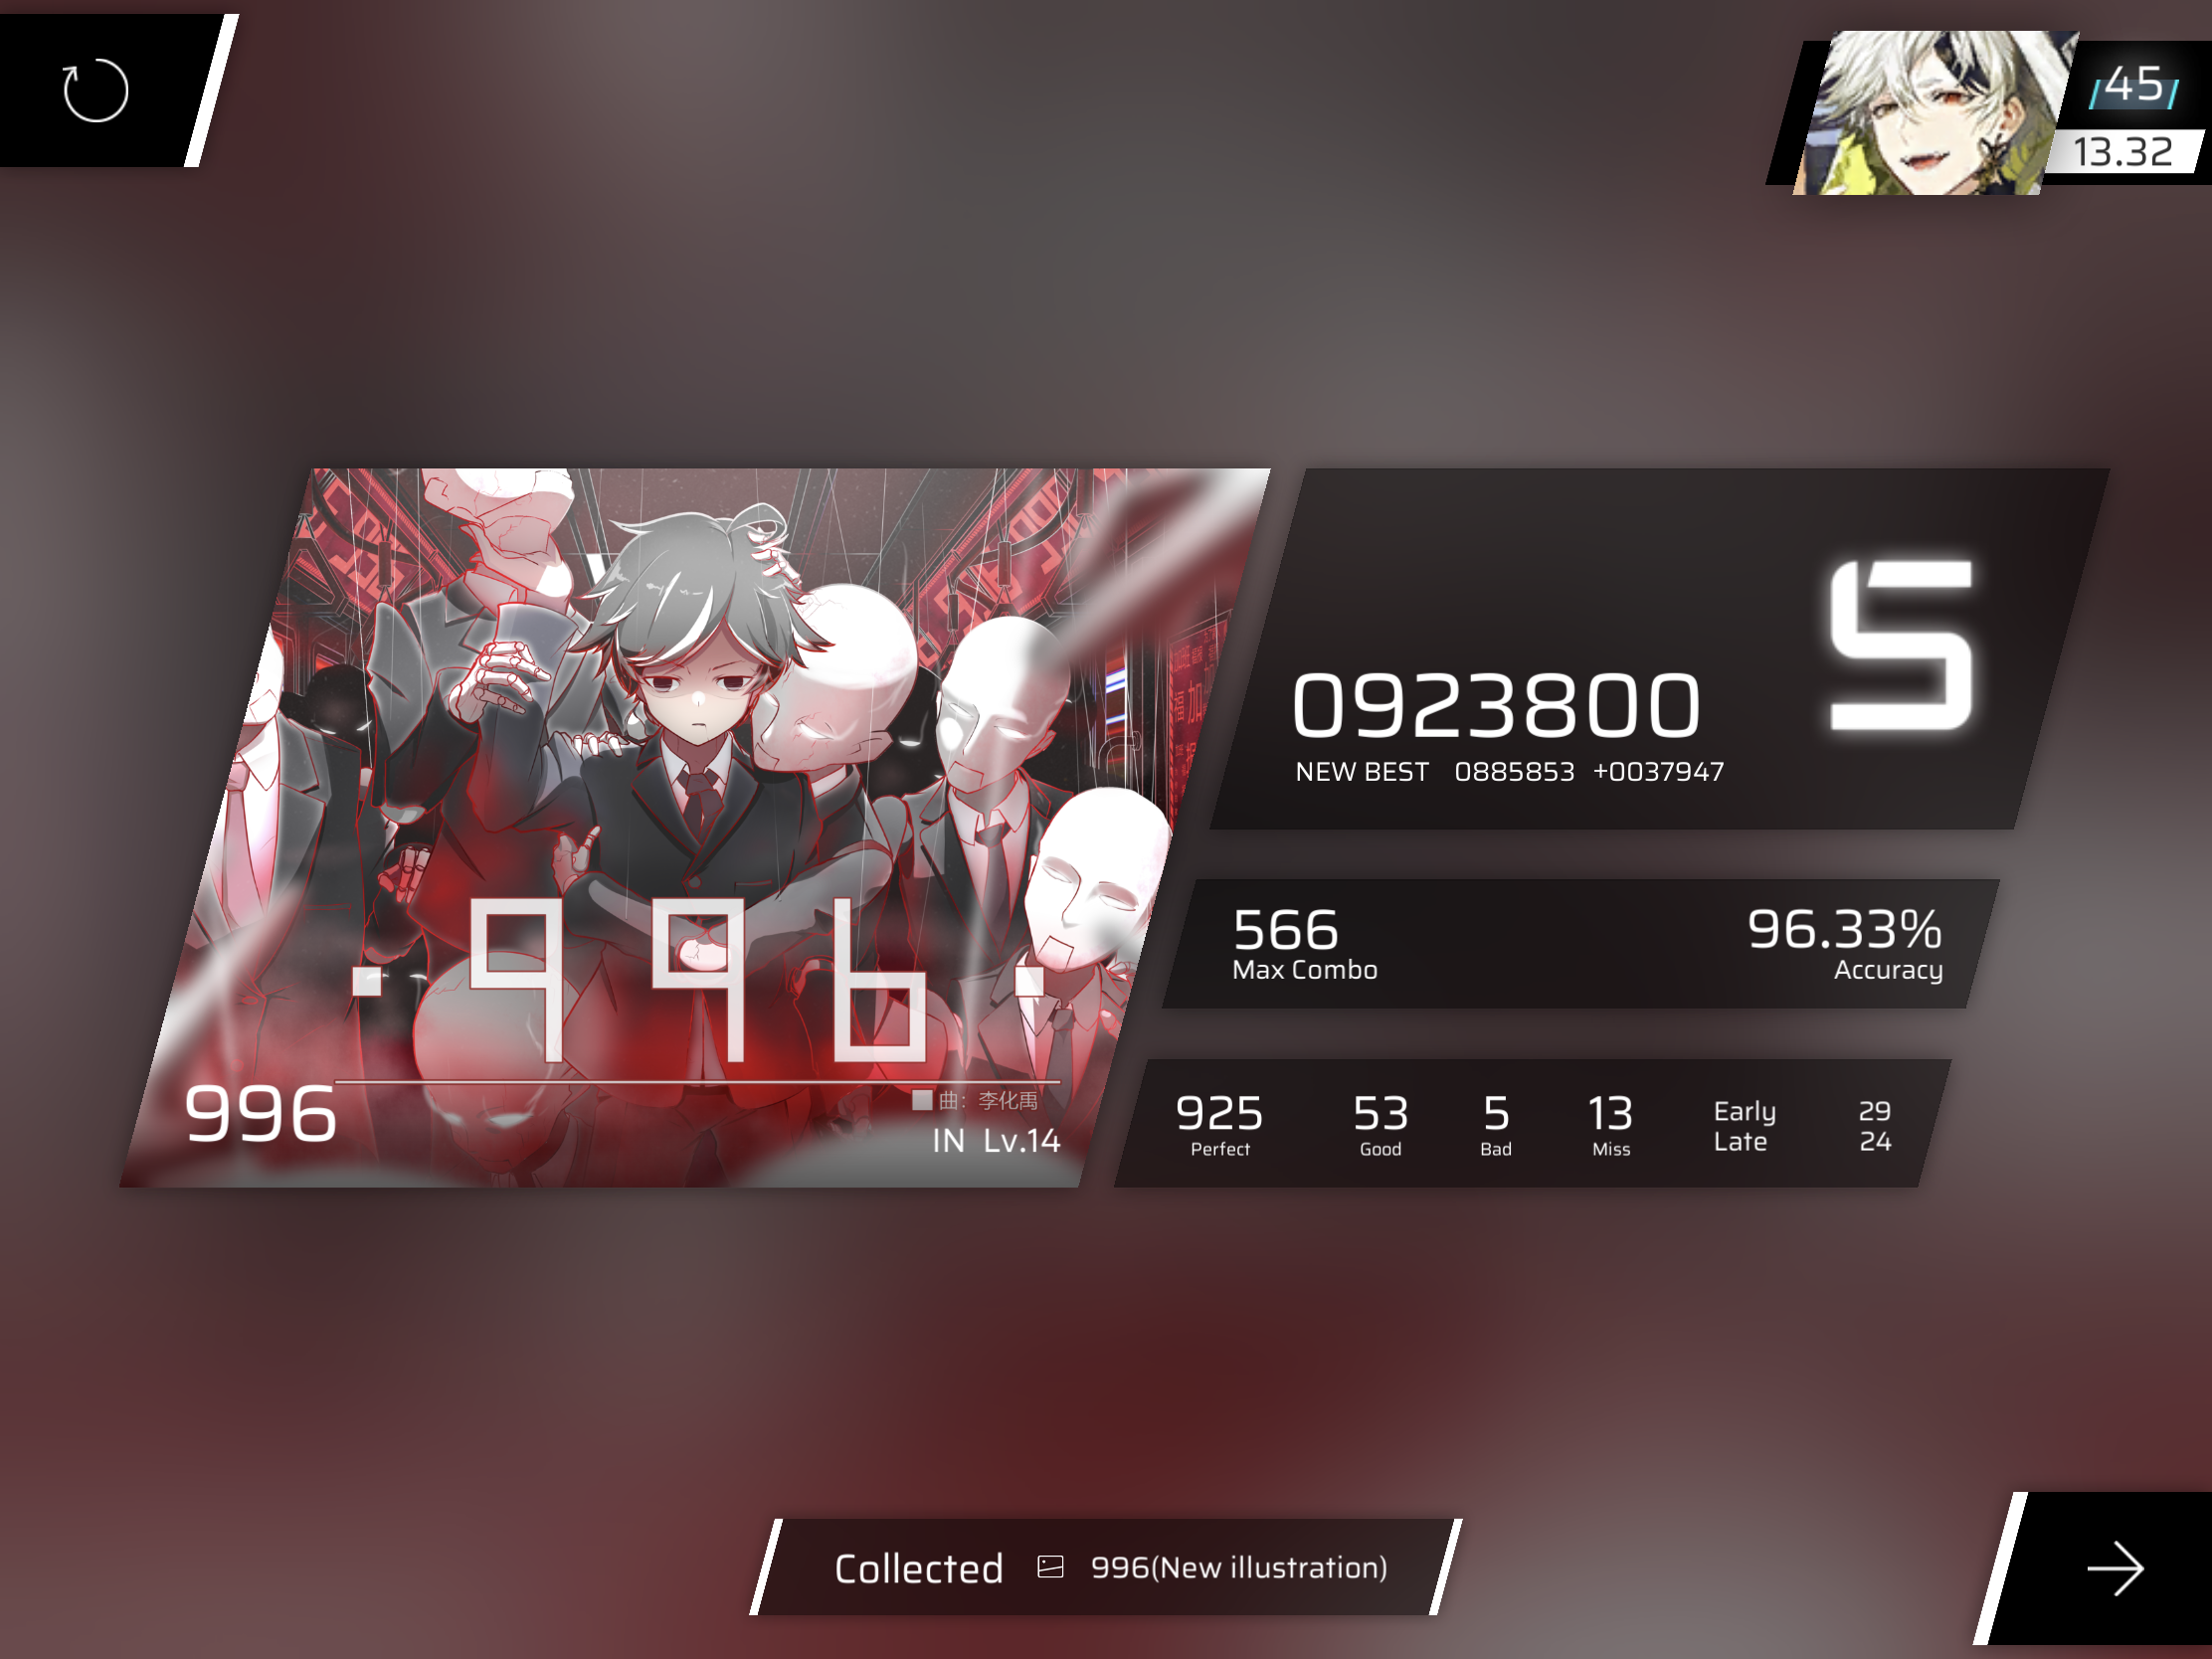 45
13.32
0923800
S
NEW BEST 0885853 +0037947
566
Max Combo
96.33%
Accuracy
·996·
996
曲：李化禹
IN Lv.14
925
Perfect
53
Good
5
Bad
13
Miss
Early 29
Late 24
Collected 996(New illustration)